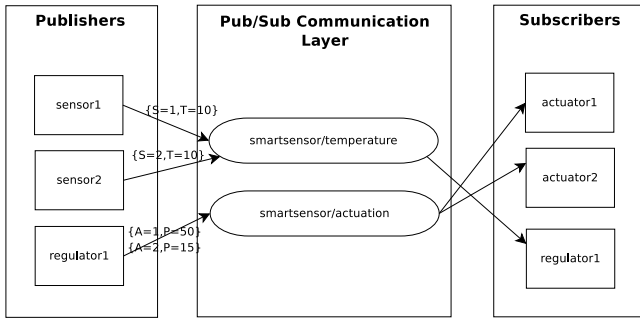 Publishers
sensor1
sensor2
regulator1
{S=1,T=10}
{S=2,T=10}
{A=1,P=50}
{A=2,P=15}
Pub/Sub Communication
Layer
smartsensor/temperature
smartsensor/actuation
Subscribers
actuator1
actuator2
regulator1